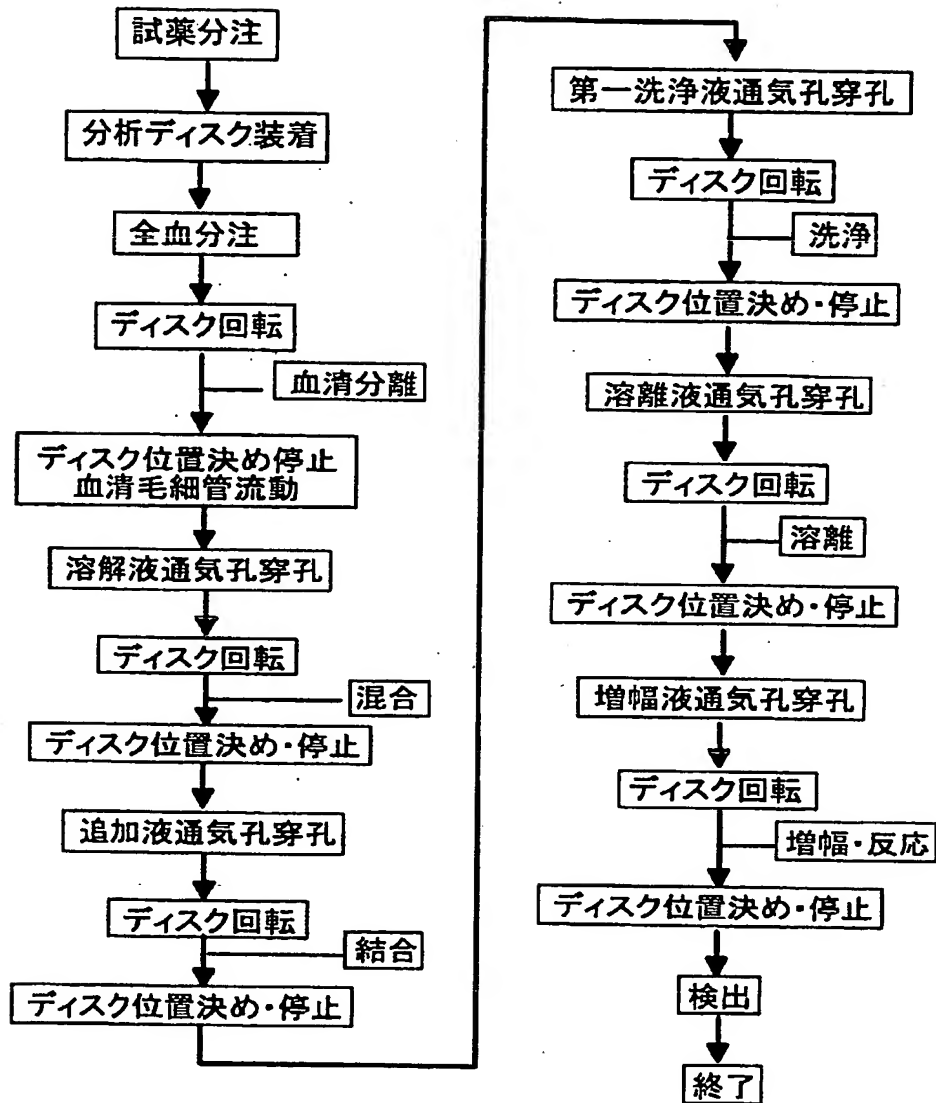 試薬分注
分析ディスク装着
全血分注
ディスク回転
血清分離
ディスク位置決め停止
血清毛細管流動
溶解液通気孔穿孔
ディスク回転
混合
ディスク位置決め・停止
追加液通気孔穿孔
ディスク回転
結合
ディスク位置決め・停止
第一洗浄液通気孔穿孔
ディスク回転
洗浄
ディスク位置決め・停止
溶離液通気孔穿孔
ディスク回転
溶離
ディスク位置決め・停止
増幅液通気孔穿孔
ディスク回転
増幅・反応
ディスク位置決め・停止
検出
終了